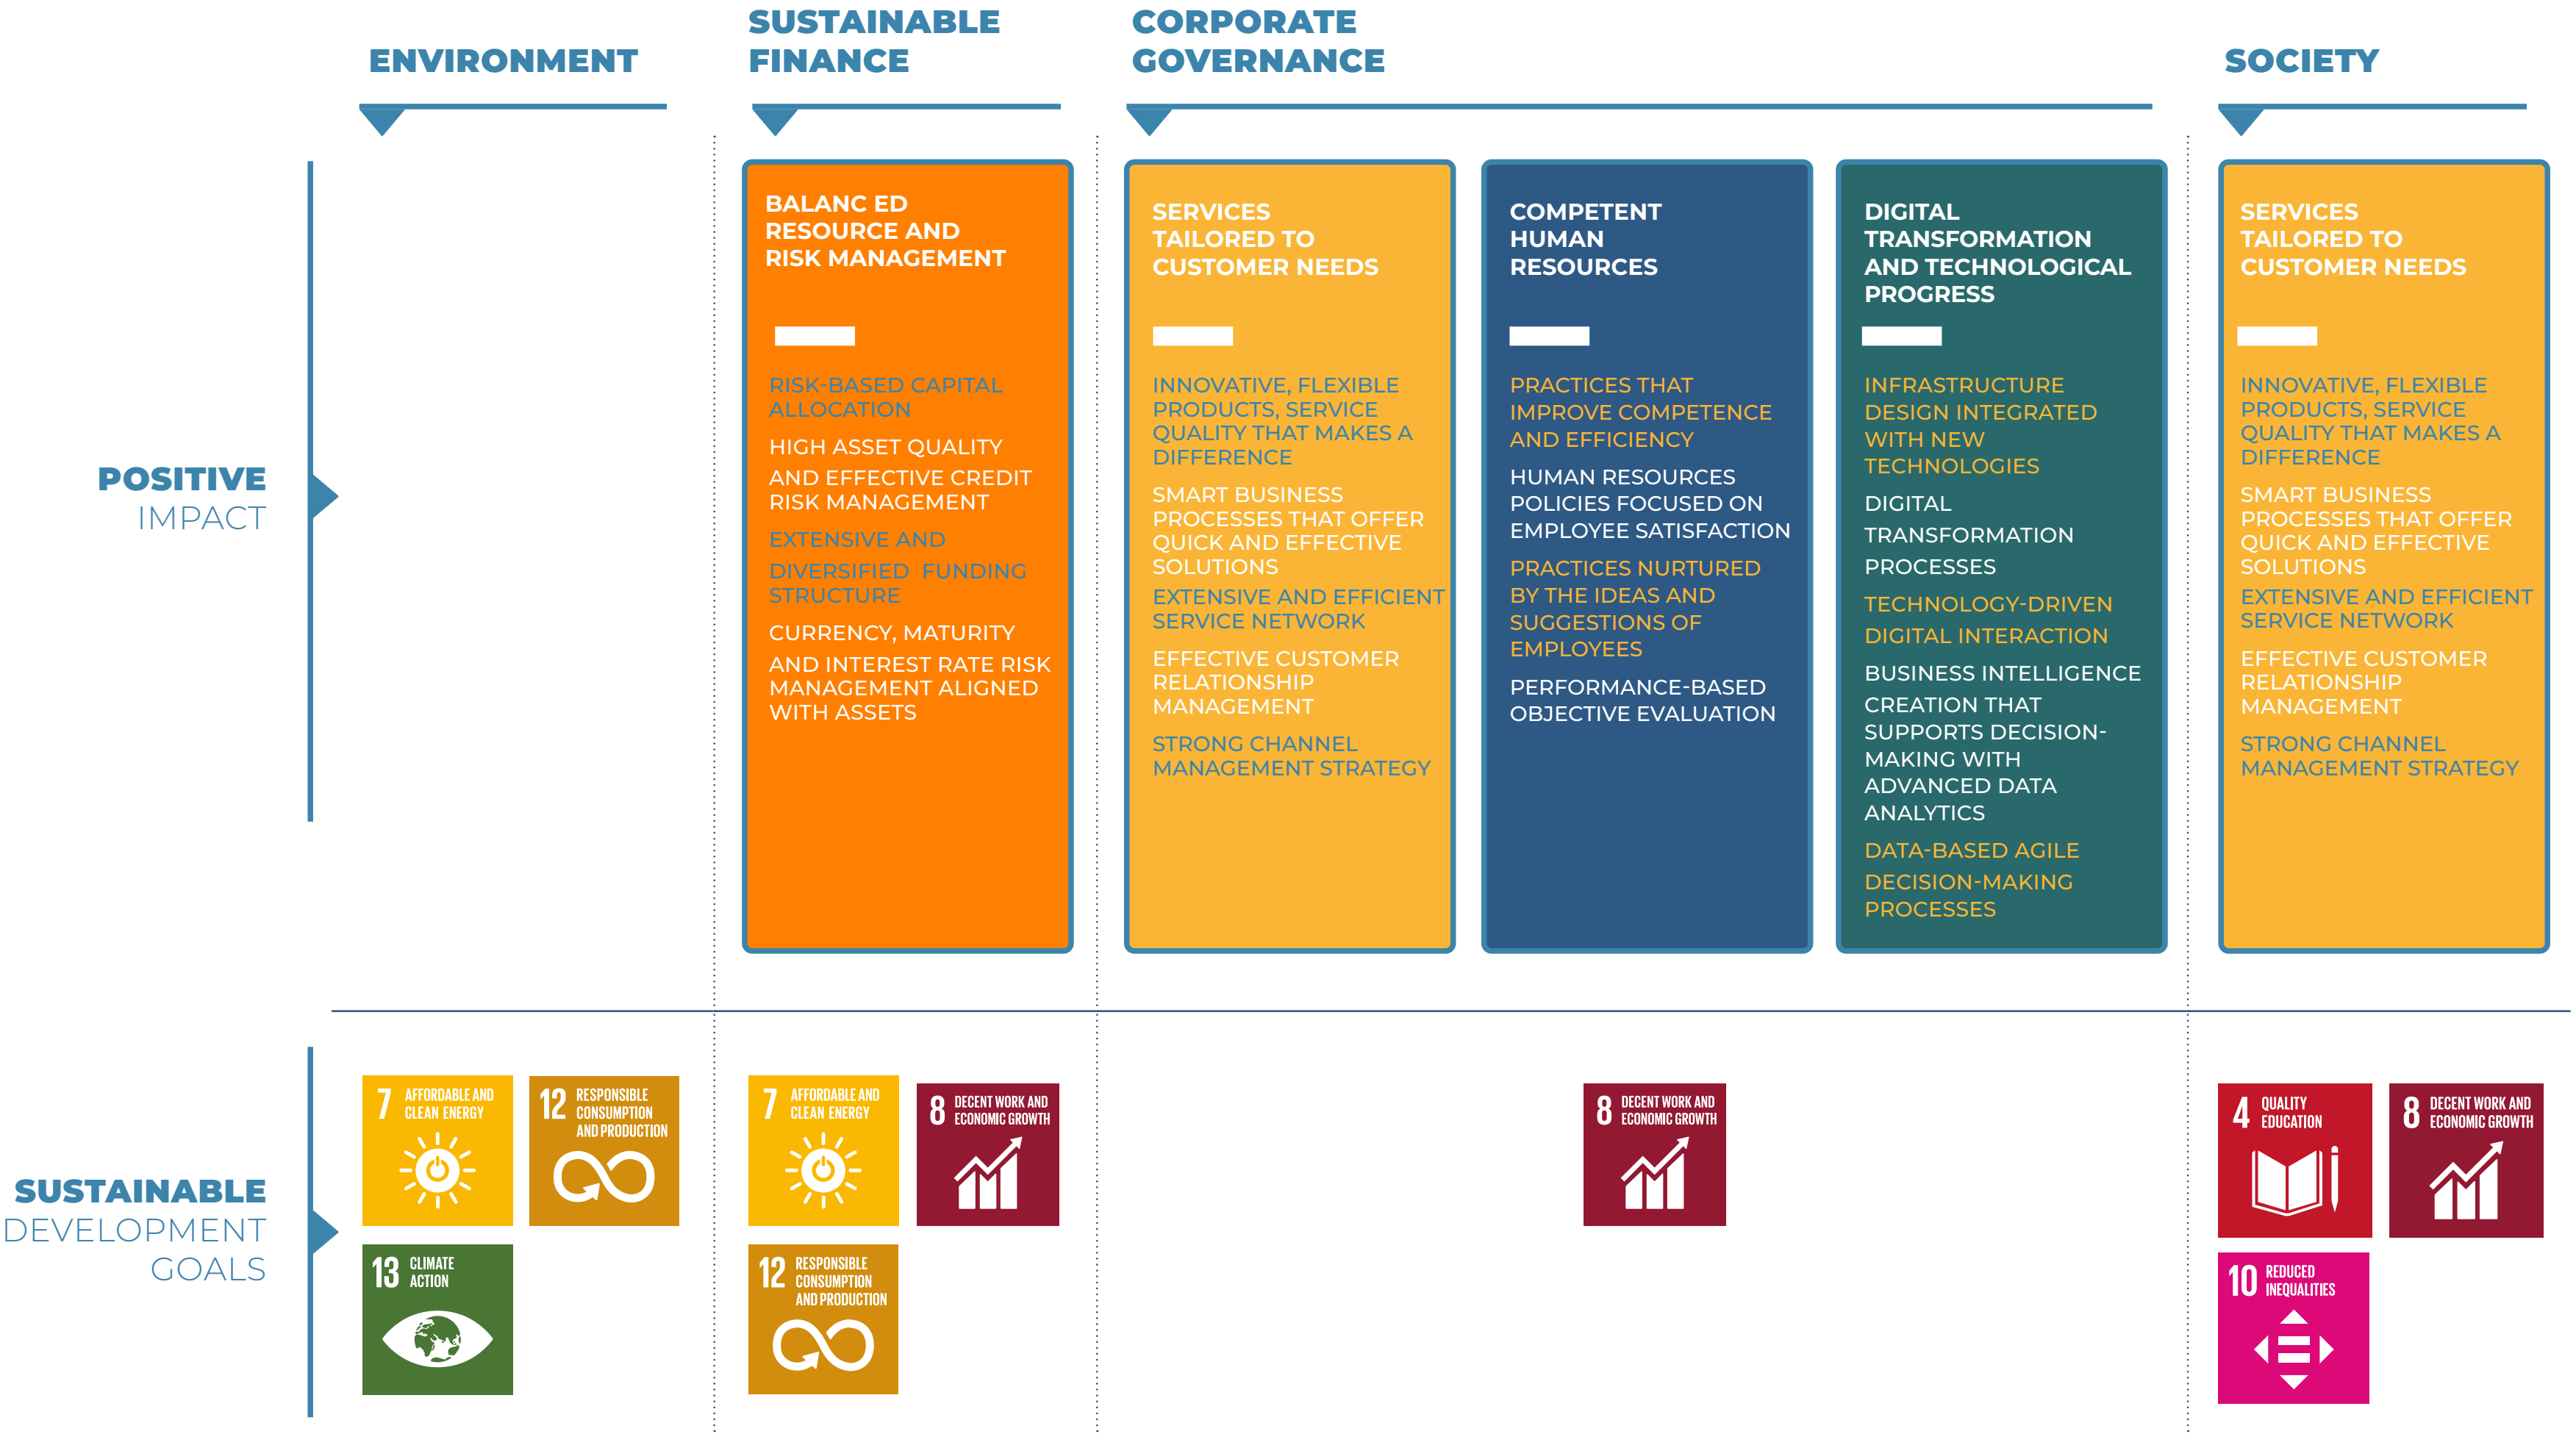 ENVIRONMENT
SUSTAINABLE
FINANCE
CORPORATE
GOVERNANCE
SOCIETY
POSITIVE
IMPACT
BALANC ED
RESOURCE AND
RISK MANAGEMENT
RISK-BASED CAPITAL
ALLOCATION
HIGH ASSET QUALITY
AND EFFECTIVE CREDIT
RISK MANAGEMENT
EXTENSIVE AND
DIVERSIFIED FUNDING
STRUCTURE
CURRENCY, MATURITY
AND INTEREST RATE RISK
MANAGEMENT ALIGNED
WITH ASSETS
SERVICES
TAILORED TO
CUSTOMER NEEDS
INNOVATIVE, FLEXIBLE
PRODUCTS, SERVICE
QUALITY THAT MAKES A
DIFFERENCE
SMART BUSINESS
PROCESSES THAT OFFER
QUICK AND EFFECTIVE
SOLUTIONS
EXTENSIVE AND EFFICIENT
SERVICE NETWORK
EFFECTIVE CUSTOMER
RELATIONSHIP
MANAGEMENT
STRONG CHANNEL
MANAGEMENT STRATEGY
COMPETENT
HUMAN
RESOURCES
PRACTICES THAT
IMPROVE COMPETENCE
AND EFFICIENCY
HUMAN RESOURCES
POLICIES FOCUSED ON
EMPLOYEE SATISFACTION
PRACTICES NURTURED
BY THE IDEAS AND
SUGGESTIONS OF
EMPLOYEES
PERFORMANCE-BASED
OBJECTIVE EVALUATION
DIGITAL
TRANSFORMATION
AND TECHNOLOGICAL
PROGRESS
INFRASTRUCTURE
DESIGN INTEGRATED
WITH NEW
TECHNOLOGIES
DIGITAL
TRANSFORMATION
PROCESSES
TECHNOLOGY-DRIVEN
DIGITAL INTERACTION
BUSINESS INTELLIGENCE
CREATION THAT
SUPPORTS DECISION-
MAKING WITH
ADVANCED DATA
ANALYTICS
DATA-BASED AGILE
DECISION-MAKING
PROCESSES
SERVICES
TAILORED TO
CUSTOMER NEEDS
INNOVATIVE, FLEXIBLE
PRODUCTS, SERVICE
QUALITY THAT MAKES A
DIFFERENCE
SMART BUSINESS
PROCESSES THAT OFFER
QUICK AND EFFECTIVE
SOLUTIONS
EXTENSIVE AND EFFICIENT
SERVICE NETWORK
EFFECTIVE CUSTOMER
RELATIONSHIP
MANAGEMENT
STRONG CHANNEL
MANAGEMENT STRATEGY
SUSTAINABLE
DEVELOPMENT
GOALS
7 AFFORDABLE AND
CLEAN ENERGY
12 RESPONSIBLE
CONSUMPTION
AND PRODUCTION
13 CLIMATE
ACTION
7 AFFORDABLE AND
CLEAN ENERGY
8 DECENT WORK AND
ECONOMIC GROWTH
12 RESPONSIBLE
CONSUMPTION
AND PRODUCTION
8 DECENT WORK AND
ECONOMIC GROWTH
4 QUALITY
EDUCATION
8 DECENT WORK AND
ECONOMIC GROWTH
10 REDUCED
INEQUALITIES